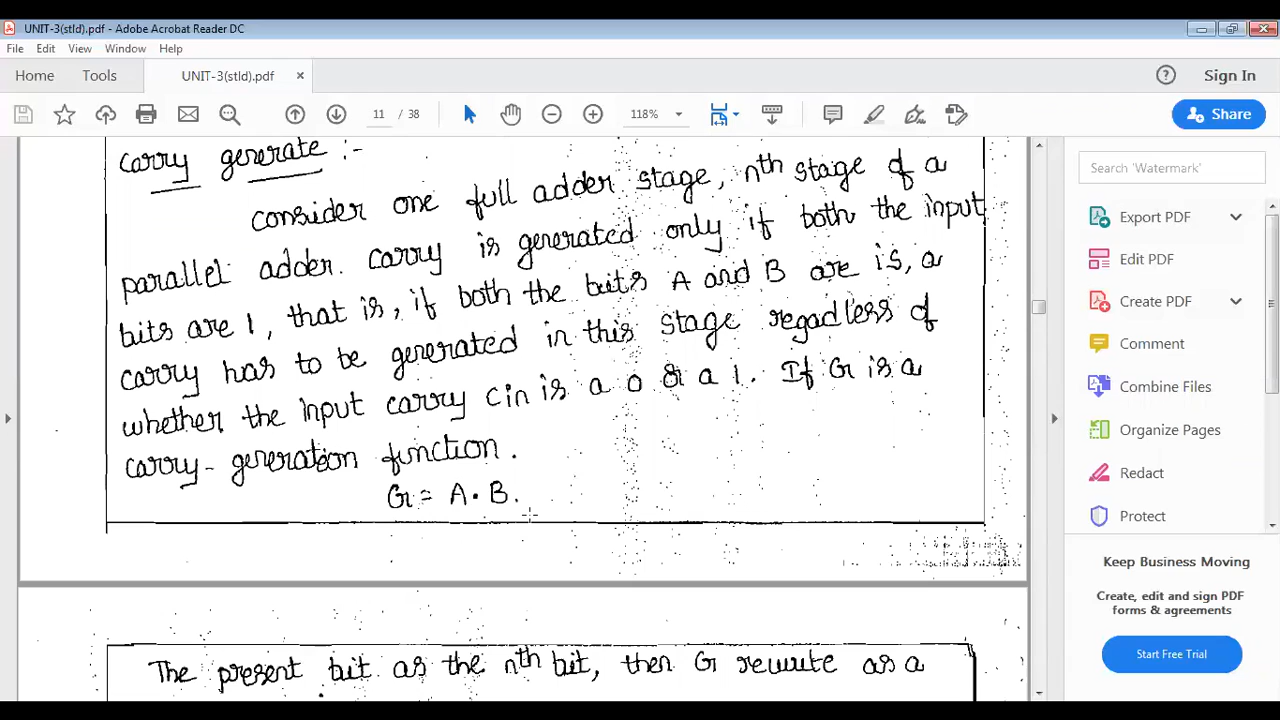 UNIT-3(stld).pdf - Adobe Acrobat Reader DC
File Edit View Window Help
Home Tools UNIT-3(stld).pdf × Sign In
11 / 38 118% Share
carry generate :-
consider one full adder stage, nth stage of a
parallel adder. carry is generated only if both the input
bits are 1, that is, if both the bits A and B are 1s, a
carry has to be generated in this stage regadless of
whether the input carry cin is a 0 & a 1. If G is a
carry-generation function.
G = A · B.
The present bit as the nth bit, then G rewrite as a
Search 'Watermark'
Export PDF
Edit PDF
Create PDF
Comment
Combine Files
Organize Pages
Redact
Protect
Keep Business Moving
Create, edit and sign PDF
forms & agreements
Start Free Trial